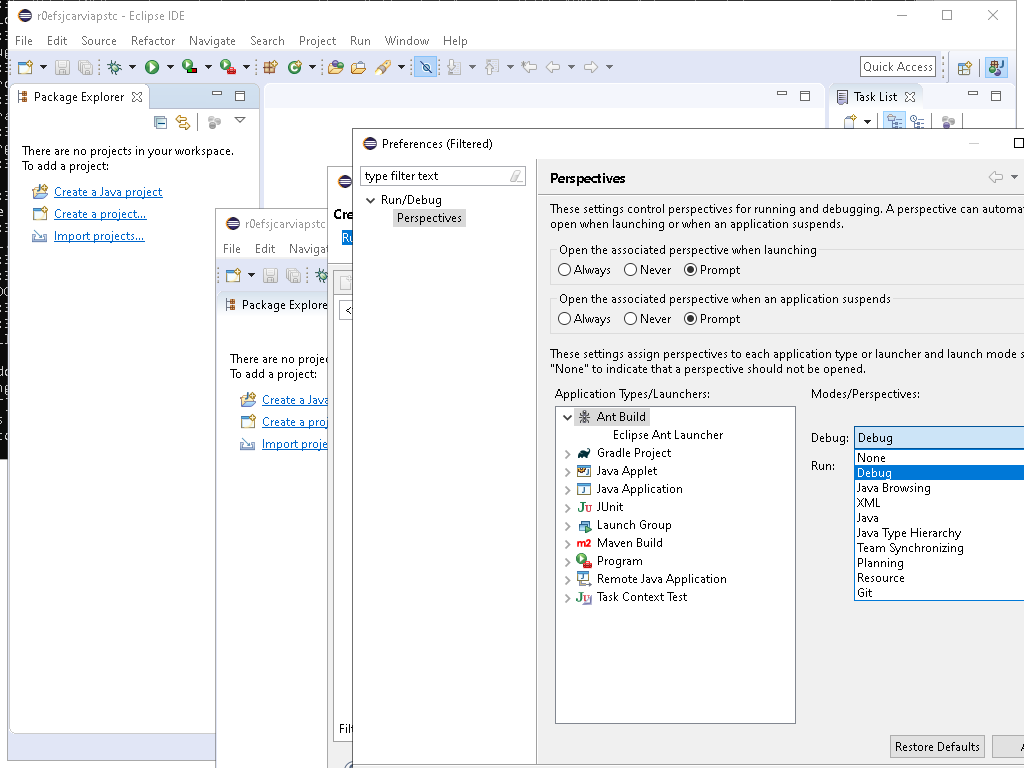 r0efsjcarviapstc - Eclipse IDE
File Edit Source Refactor Navigate Search Project Run Window Help
Quick Access
Package Explorer
Task List
There are no projects in your workspace.
To add a project:
Create a Java project
Create a project...
Import projects...
r0efsjcarviapstc
File Edit
Package Explore
There are no
To add a project:
Create a Java
Create a
Import
Preferences (Filtered)
type filter text
Run/Debug
Perspectives
Perspectives
These settings control perspectives for running and debugging. A perspective can
open when launching or when an application suspends.
Open the associated perspective when launching
Always Never Prompt
Open the associated perspective when an application suspends
Always Never Prompt
These settings assign perspectives to each application type or launcher and launch mode
"None" to indicate that a perspective should not be opened.
Application Types/Launchers:
Modes/Perspectives:
Ant Build
Eclipse Ant Launcher
Gradle Project
Java Applet
Java Application
JUnit
Launch Group
Maven Build
Program
Remote Java Application
Task Context Test
Debug: Debug
Run:
None
Debug
Java Browsing
XML
Java
Java Type Hierarchy
Team Synchronizing
Planning
Resource
Git
Restore Defaults